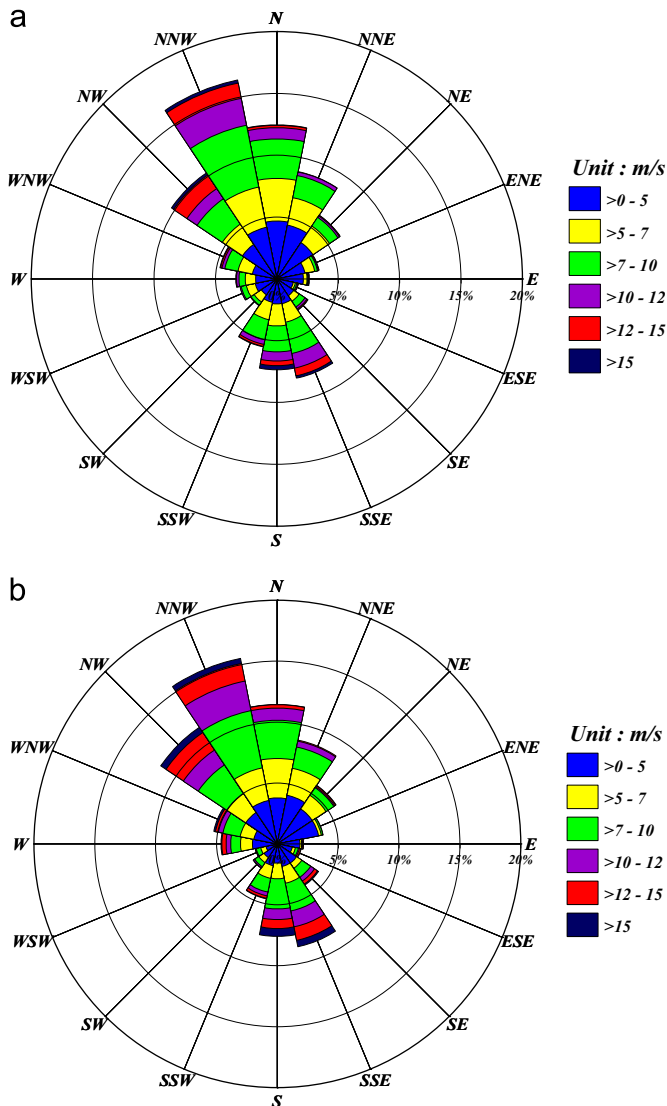 a
N
NNW
NNE
NW
NE
WNW
ENE
W
E
5%
10%
15%
20%
WSW
ESE
SW
SE
SSW
SSE
S
Unit : m/s
>0 - 5
>5 - 7
>7 - 10
>10 - 12
>12 - 15
>15
b
N
NNW
NNE
NW
NE
WNW
ENE
W
E
5%
10%
15%
20%
WSW
ESE
SW
SE
SSW
SSE
S
Unit : m/s
>0 - 5
>5 - 7
>7 - 10
>10 - 12
>12 - 15
>15